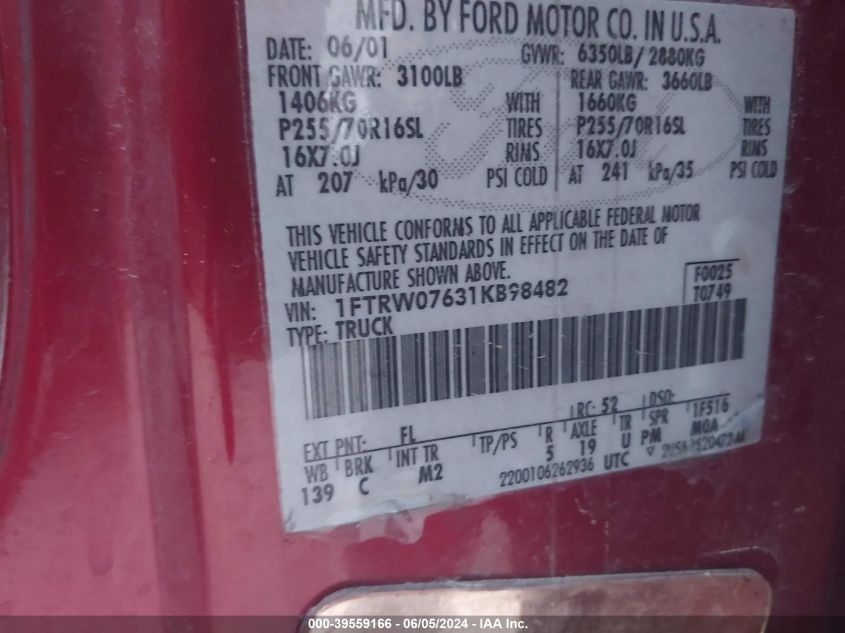 MFD. BY FORD MOTOR CO. IN U.S.A.
DATE: 06/01 GVWR: 6350LB/ 2880KG
FRONT GAWR: 3100LB REAR GAWR: 3660LB
1406KG WITH 1660KG WITH
P255/70R16SL TIRES P255/70R16SL TIRES
16X7.0J RIMS 16X7.0J RIMS
AT 207 kPa/30 PSI COLD AT 241 kPa/35 PSI COLD
THIS VEHICLE CONFORMS TO ALL APPLICABLE FEDERAL MOTOR
VEHICLE SAFETY STANDARDS IN EFFECT ON THE DATE OF
MANUFACTURE SHOWN ABOVE.
F0025
VIN: 1FTRW07631KB98482 T0749
TYPE: TRUCK
EXT PNT: FL RC: 52 DSO:
WB BRK INT TR TP/PS R AXLE TR SPR 1F516
139 C M2 5 19 U PM MQA
2200106262936 UTC
000-39559166 - 06/05/2024 - IAA Inc.